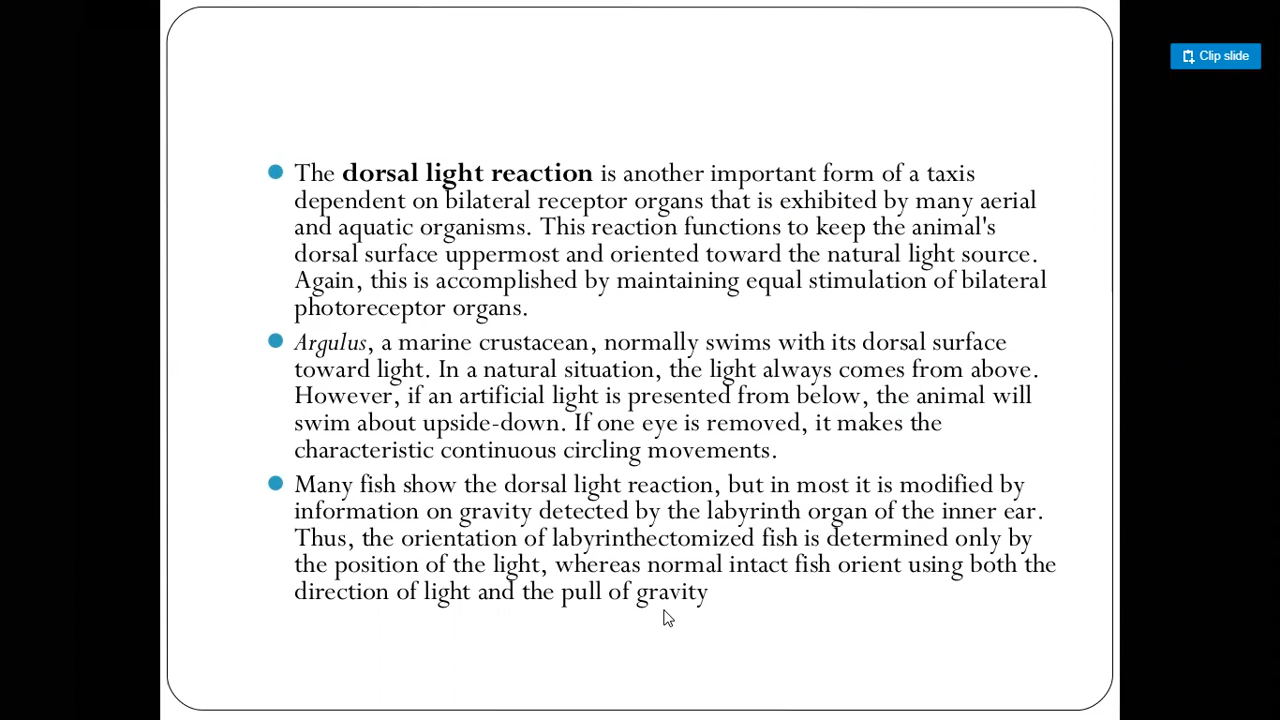 Clip slide
The dorsal light reaction is another important form of a taxis
dependent on bilateral receptor organs that is exhibited by many aerial
and aquatic organisms. This reaction functions to keep the animal's
dorsal surface uppermost and oriented toward the natural light source.
Again, this is accomplished by maintaining equal stimulation of bilateral
photoreceptor organs.
Argulus, a marine crustacean, normally swims with its dorsal surface
toward light. In a natural situation, the light always comes from above.
However, if an artificial light is presented from below, the animal will
swim about upside-down. If one eye is removed, it makes the
characteristic continuous circling movements.
Many fish show the dorsal light reaction, but in most it is modified by
information on gravity detected by the labyrinth organ of the inner ear.
Thus, the orientation of labyrinthectomized fish is determined only by
the position of the light, whereas normal intact fish orient using both the
direction of light and the pull of gravity